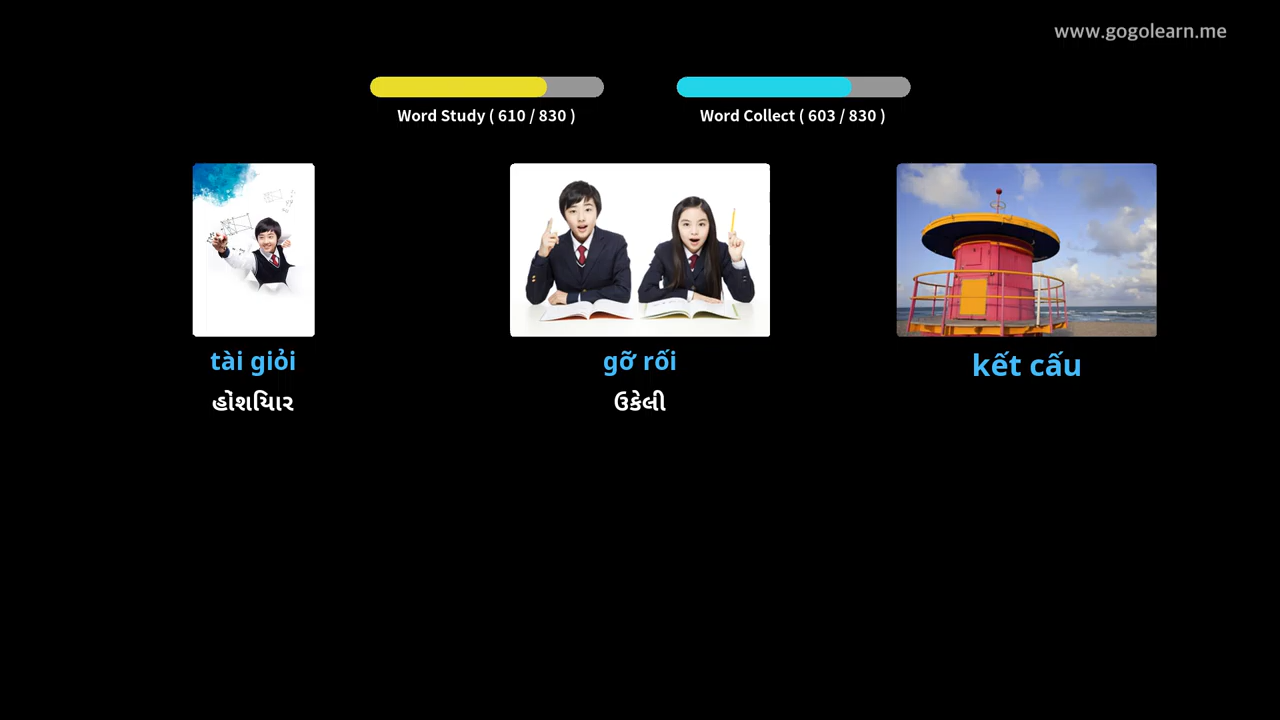 www.gogolearn.me
Word Study ( 610 / 830 )
Word Collect ( 603 / 830 )
tài giỏi
હોશિયાર
gỡ rối
ઉકેલી
kết cấu